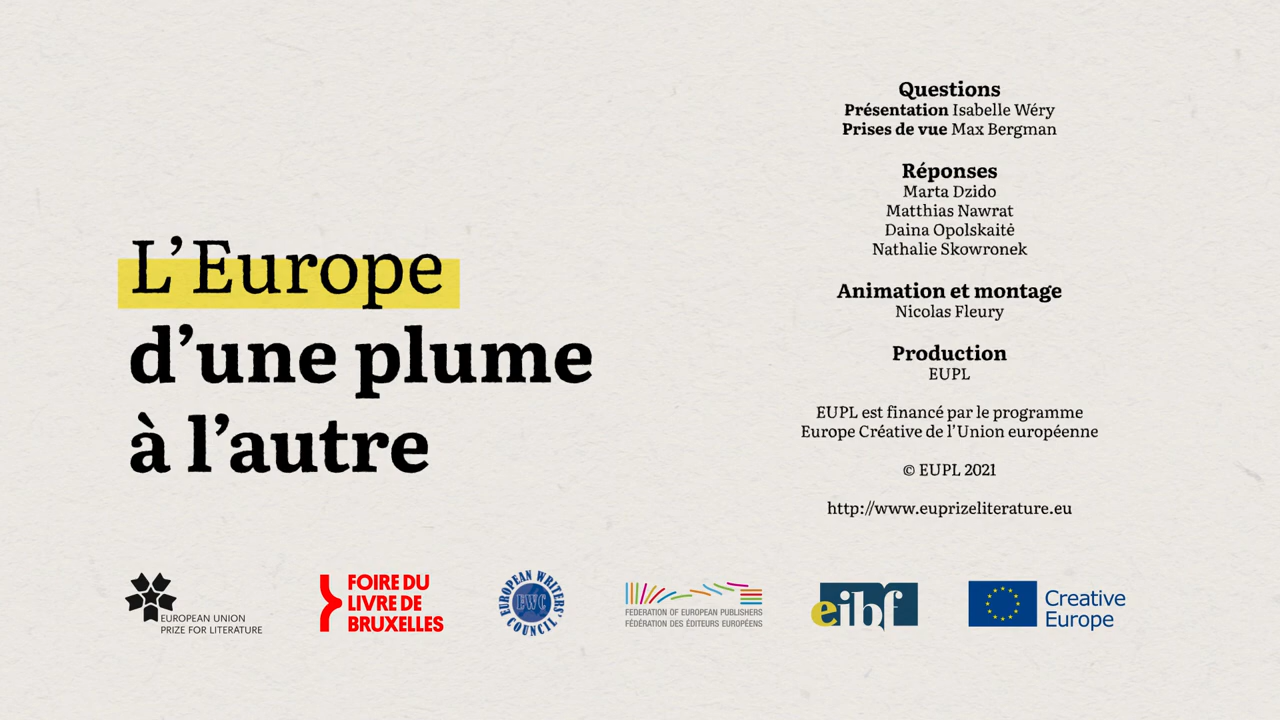 L’Europe
d’une plume
à l’autre
Questions
Présentation Isabelle Wéry
Prises de vue Max Bergman
Réponses
Marta Dzido
Matthias Nawrat
Daina Opolskaitė
Nathalie Skowronek
Animation et montage
Nicolas Fleury
Production
EUPL
EUPL est financé par le programme
Europe Créative de l’Union européenne
© EUPL 2021
http://www.euprizeliterature.eu
EUROPEAN UNION
PRIZE FOR LITERATURE
FOIRE DU
LIVRE DE
BRUXELLES
EUROPEAN WRITERS'
EWC
COUNCIL
FEDERATION OF EUROPEAN PUBLISHERS
FÉDÉRATION DES ÉDITEURS EUROPÉENS
eibf
Creative
Europe